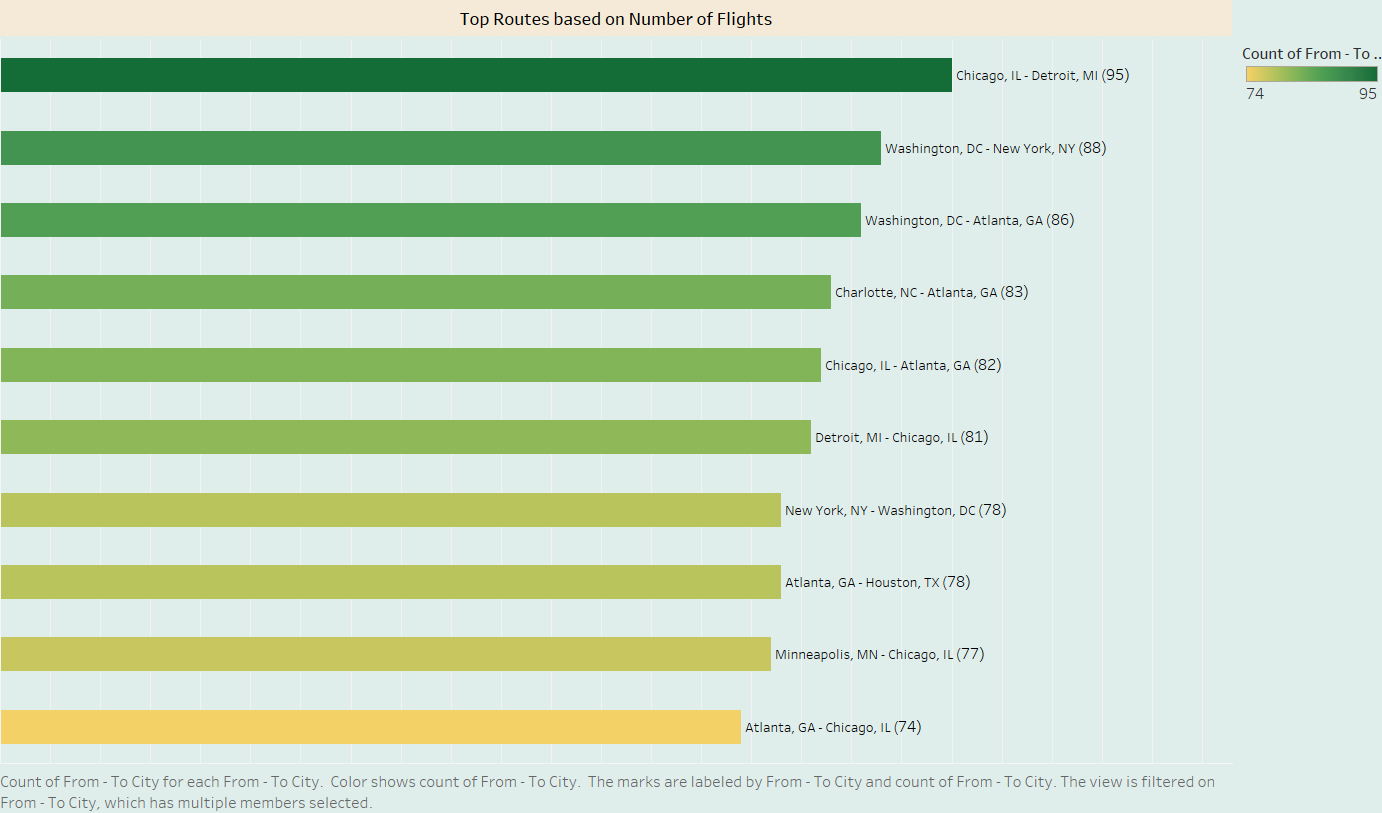 Top Routes based on Number of Flights
Count of From - To ..
74 95
Chicago, IL - Detroit, MI (95)
Washington, DC - New York, NY (88)
Washington, DC - Atlanta, GA (86)
Charlotte, NC - Atlanta, GA (83)
Chicago, IL - Atlanta, GA (82)
Detroit, MI - Chicago, IL (81)
New York, NY - Washington, DC (78)
Atlanta, GA - Houston, TX (78)
Minneapolis, MN - Chicago, IL (77)
Atlanta, GA - Chicago, IL (74)
Count of From - To City for each From - To City.  Color shows count of From - To City.  The marks are labeled by From - To City and count of From - To City. The view is filtered on
From - To City, which has multiple members selected.